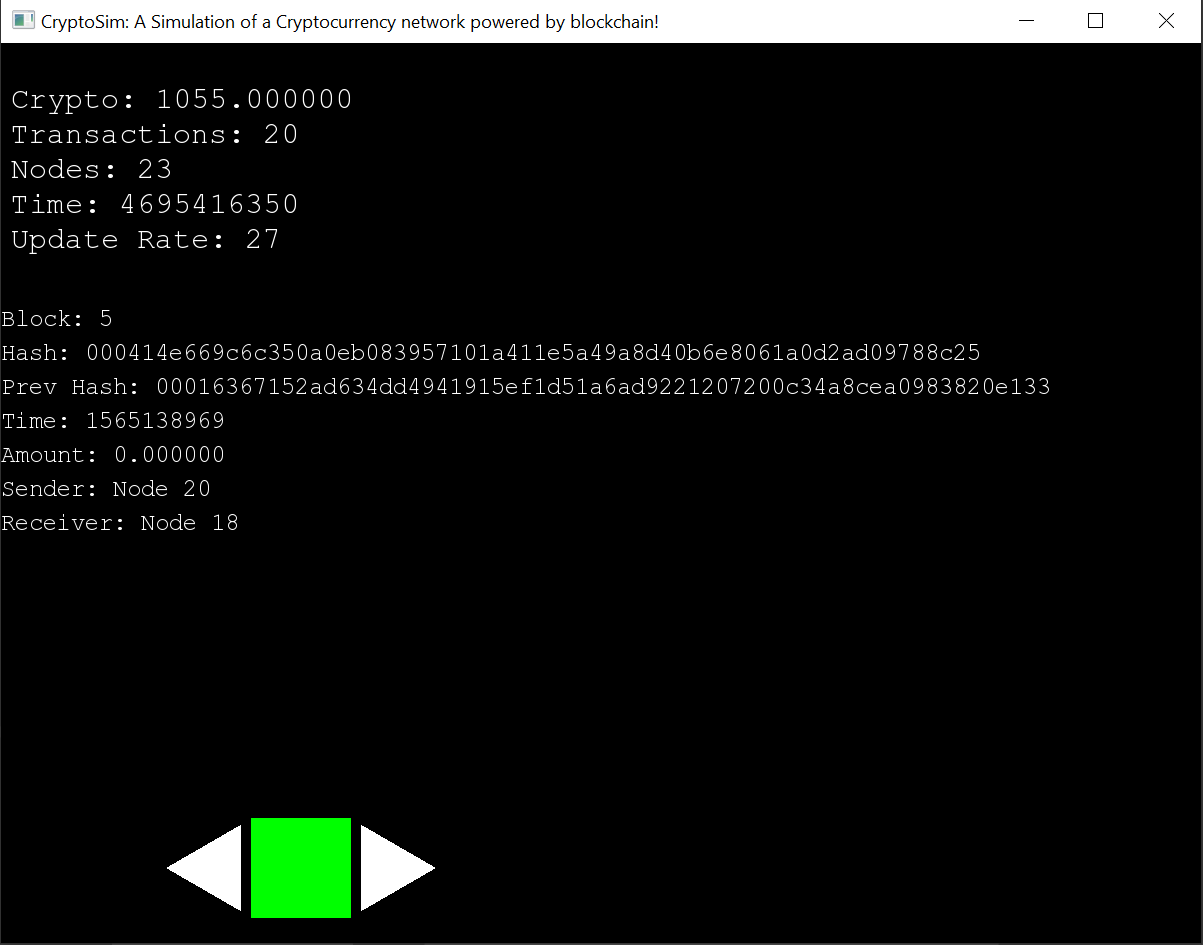 CryptoSim: A Simulation of a Cryptocurrency network powered by blockchain!
Crypto: 1055.000000
Transactions: 20
Nodes: 23
Time: 4695416350
Update Rate: 27
Block: 5
Hash: 000414e669c6c350a0eb083957101a411e5a49a8d40b6e8061a0d2ad09788c25
Prev Hash: 00016367152ad634dd4941915ef1d51a6ad9221207200c34a8cea0983820e133
Time: 1565138969
Amount: 0.000000
Sender: Node 20
Receiver: Node 18